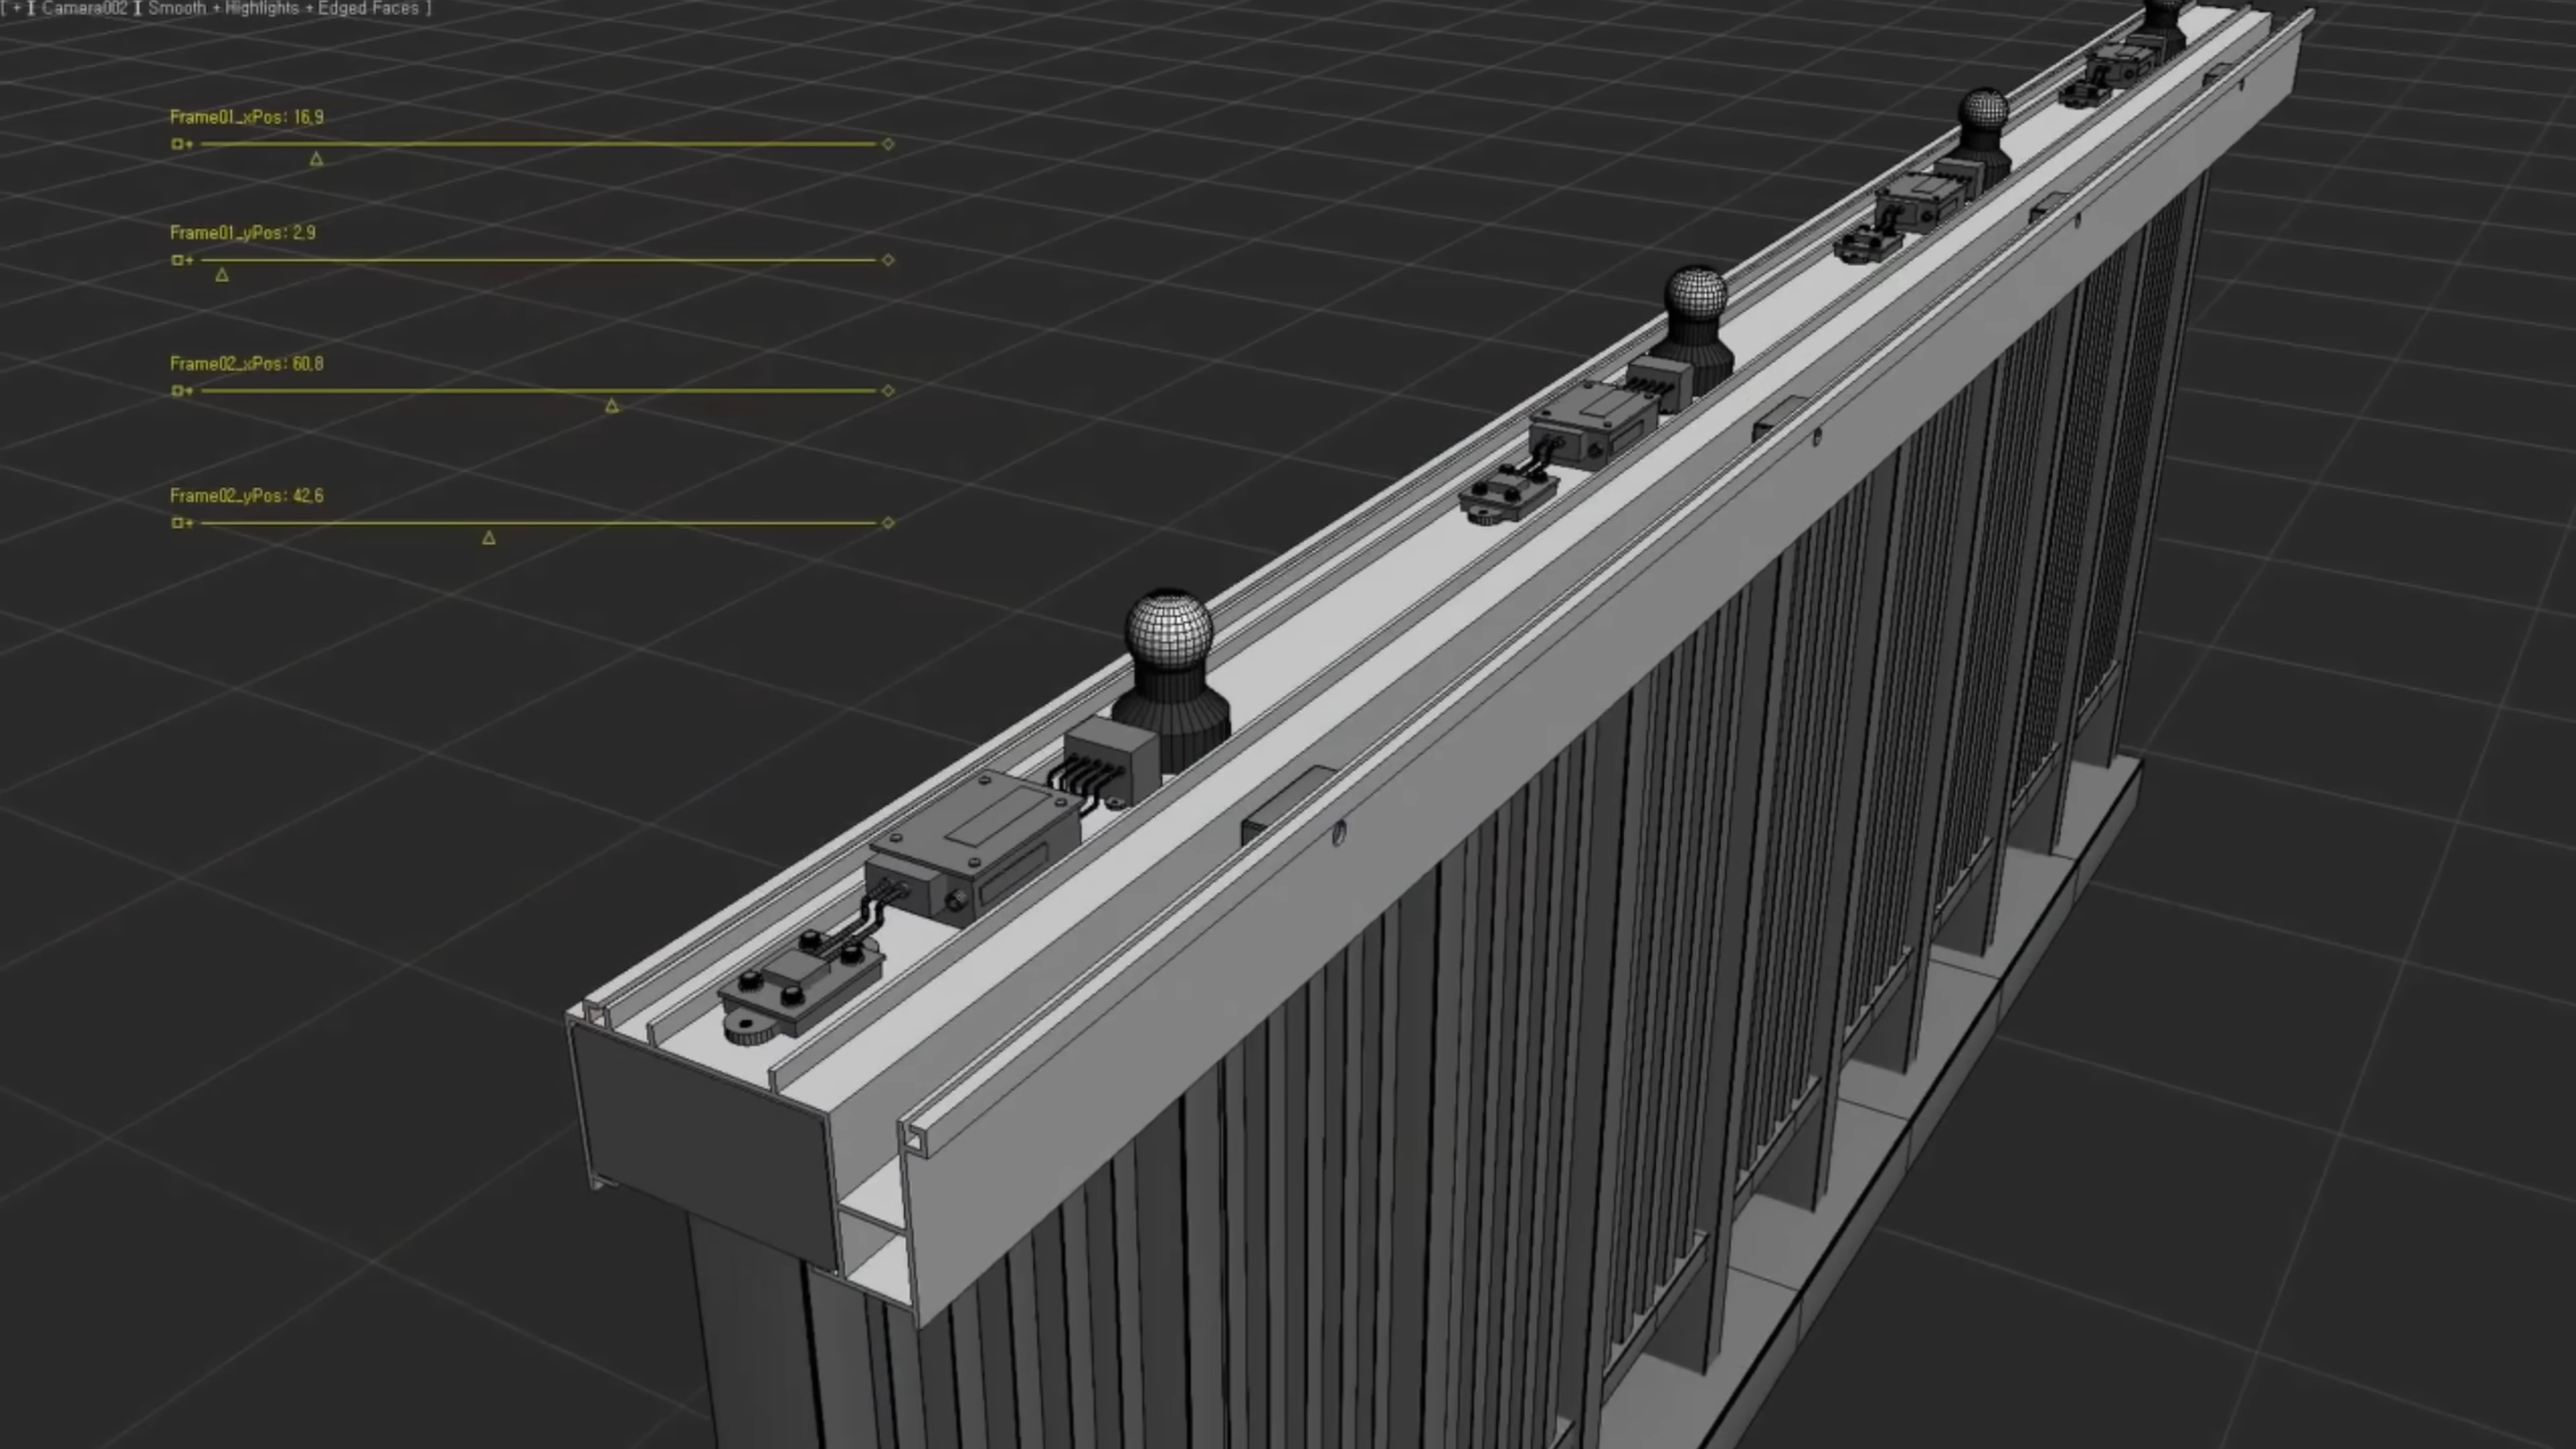 [ + ] Camera002 ] Smooth + Highlights + Edged Faces ]
Frame01_xPos: 16,9
Frame01_yPos: 2,9
Frame02_xPos: 60,8
Frame02_yPos: 42,6